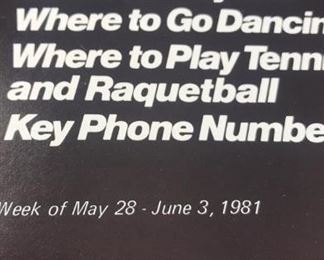 Where to Go Dancin
Where to Play Tenni
and Raquetball
Key Phone Numbe
Week of May 28 - June 3, 1981